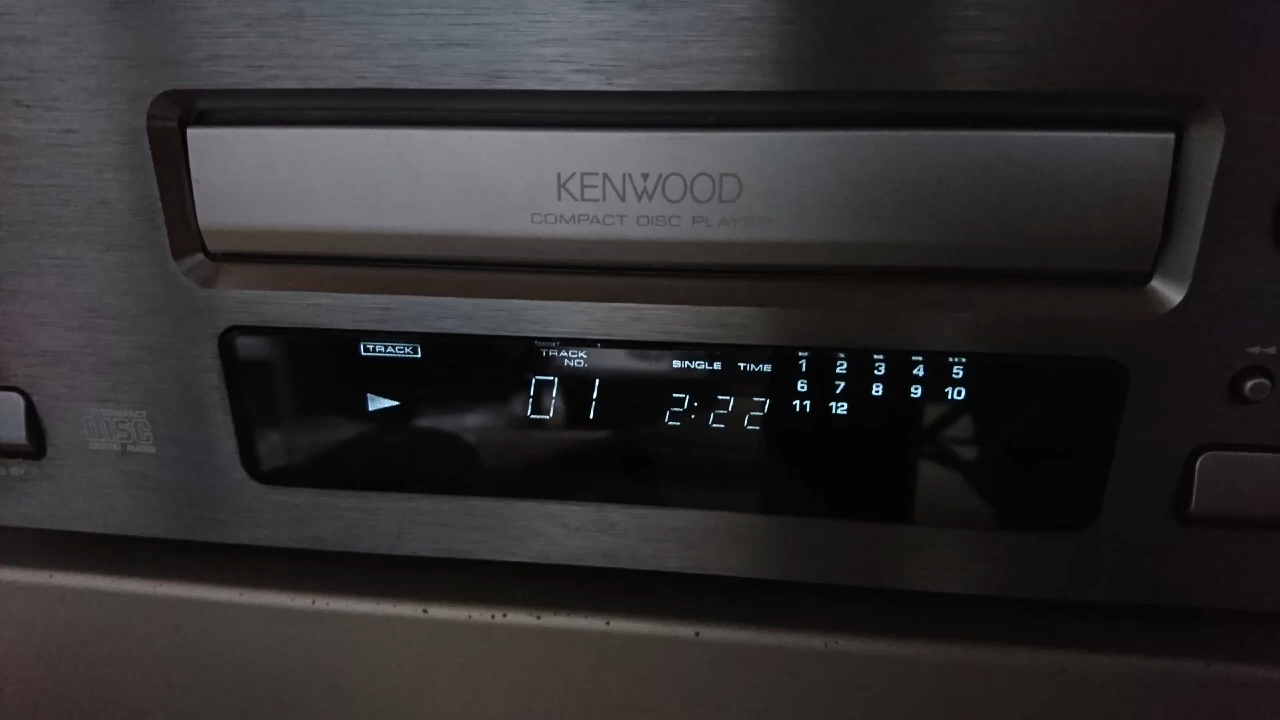 KENWOOD
COMPACT DISC PLAYER
TRACK
TRACK NO.
SINGLE TIME
01
2:22
1 2 3 4 5
6 7 8 9 10
11 12
COMPACT
DISC
DIGITAL AUDIO